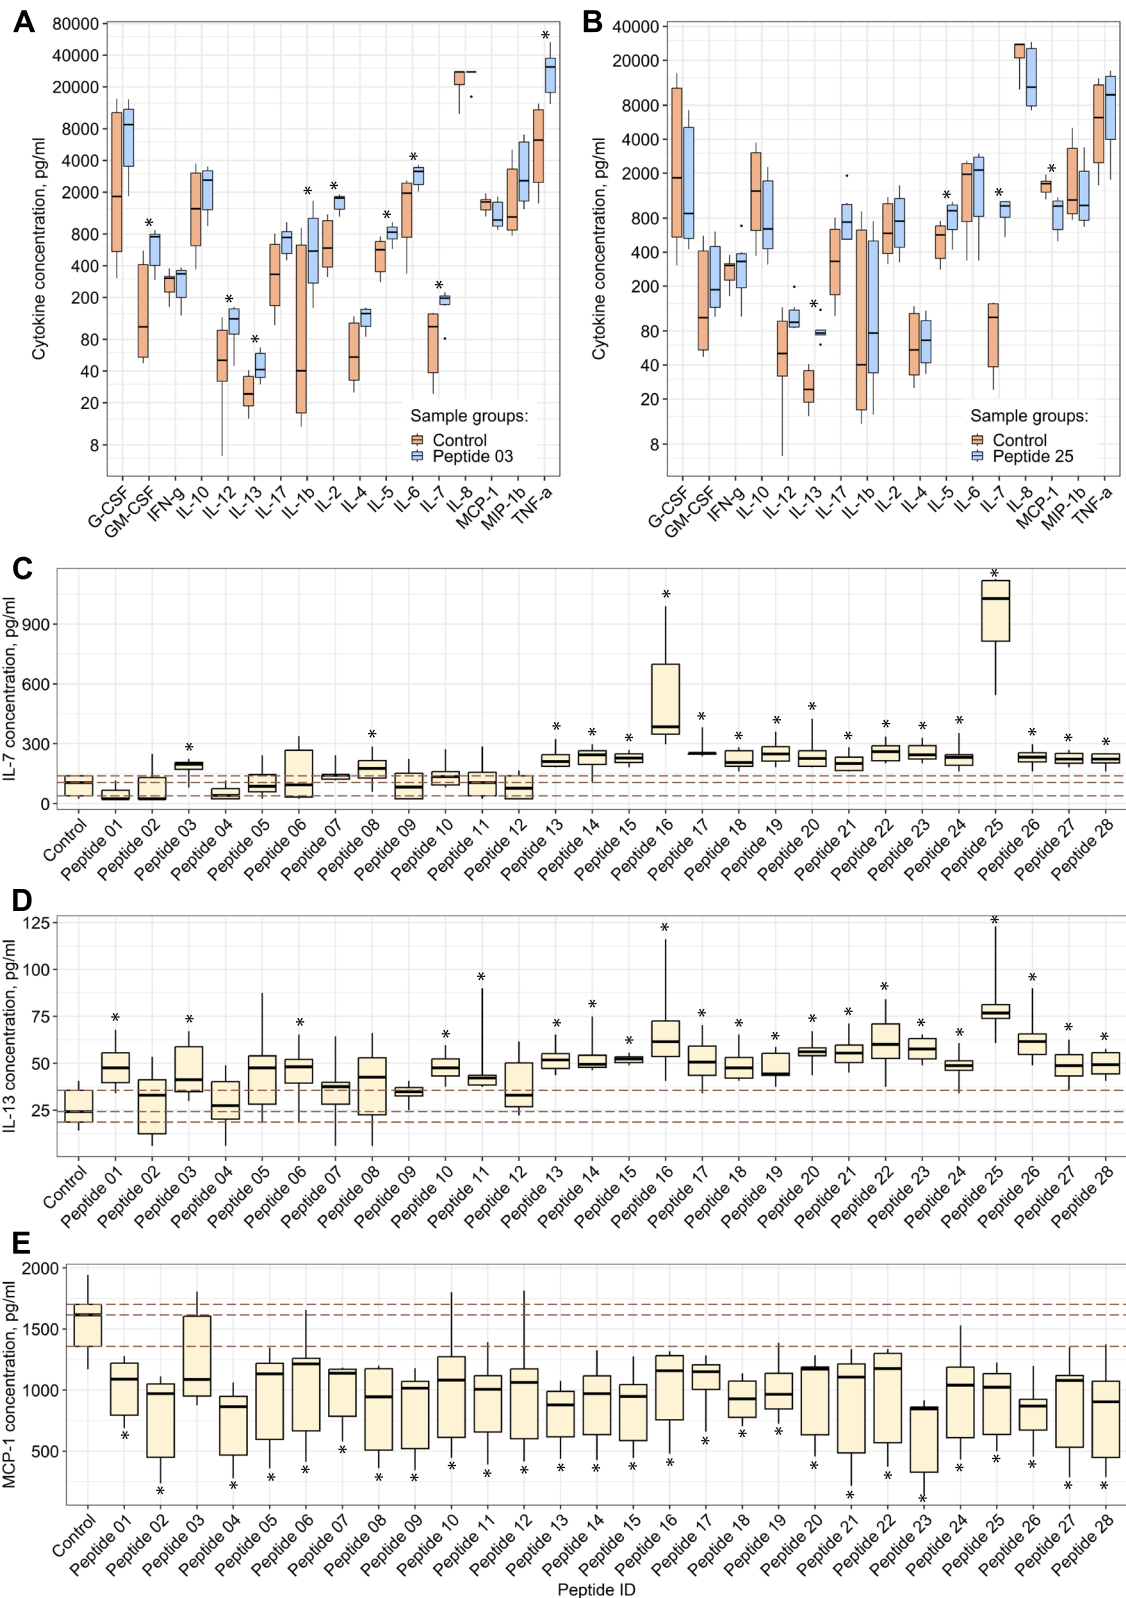 A
B
80000
40000
20000
8000
4000
2000
800
400
200
80
40
20
8
Cytokine concentration, pg/ml
* * * * * * * * * *
Sample groups:
Control
Peptide 03
G-CSF GM-CSF IFN-g IL-10 IL-12 IL-13 IL-17 IL-1b IL-2 IL-4 IL-5 IL-6 IL-7 IL-8 MCP-1 MIP-1b TNF-a
40000
20000
8000
4000
2000
800
400
200
80
40
20
8
Cytokine concentration, pg/ml
* * * *
Sample groups:
Control
Peptide 25
G-CSF GM-CSF IFN-g IL-10 IL-12 IL-13 IL-17 IL-1b IL-2 IL-4 IL-5 IL-6 IL-7 IL-8 MCP-1 MIP-1b TNF-a
C
900
600
300
0
IL-7 concentration, pg/ml
* * * * * * * * * * * * * * * * * *
Control Peptide 01 Peptide 02 Peptide 03 Peptide 04 Peptide 05 Peptide 06 Peptide 07 Peptide 08 Peptide 09 Peptide 10 Peptide 11 Peptide 12 Peptide 13 Peptide 14 Peptide 15 Peptide 16 Peptide 17 Peptide 18 Peptide 19 Peptide 20 Peptide 21 Peptide 22 Peptide 23 Peptide 24 Peptide 25 Peptide 26 Peptide 27 Peptide 28
D
125
100
75
50
25
IL-13 concentration, pg/ml
* * * * * * * * * * * * * * * * * * * * *
Control Peptide 01 Peptide 02 Peptide 03 Peptide 04 Peptide 05 Peptide 06 Peptide 07 Peptide 08 Peptide 09 Peptide 10 Peptide 11 Peptide 12 Peptide 13 Peptide 14 Peptide 15 Peptide 16 Peptide 17 Peptide 18 Peptide 19 Peptide 20 Peptide 21 Peptide 22 Peptide 23 Peptide 24 Peptide 25 Peptide 26 Peptide 27 Peptide 28
E
2000
1500
1000
500
MCP-1 concentration, pg/ml
* * * * * * * * * * * * * * * * * * * * * * * * * * *
Control Peptide 01 Peptide 02 Peptide 03 Peptide 04 Peptide 05 Peptide 06 Peptide 07 Peptide 08 Peptide 09 Peptide 10 Peptide 11 Peptide 12 Peptide 13 Peptide 14 Peptide 15 Peptide 16 Peptide 17 Peptide 18 Peptide 19 Peptide 20 Peptide 21 Peptide 22 Peptide 23 Peptide 24 Peptide 25 Peptide 26 Peptide 27 Peptide 28
Peptide ID